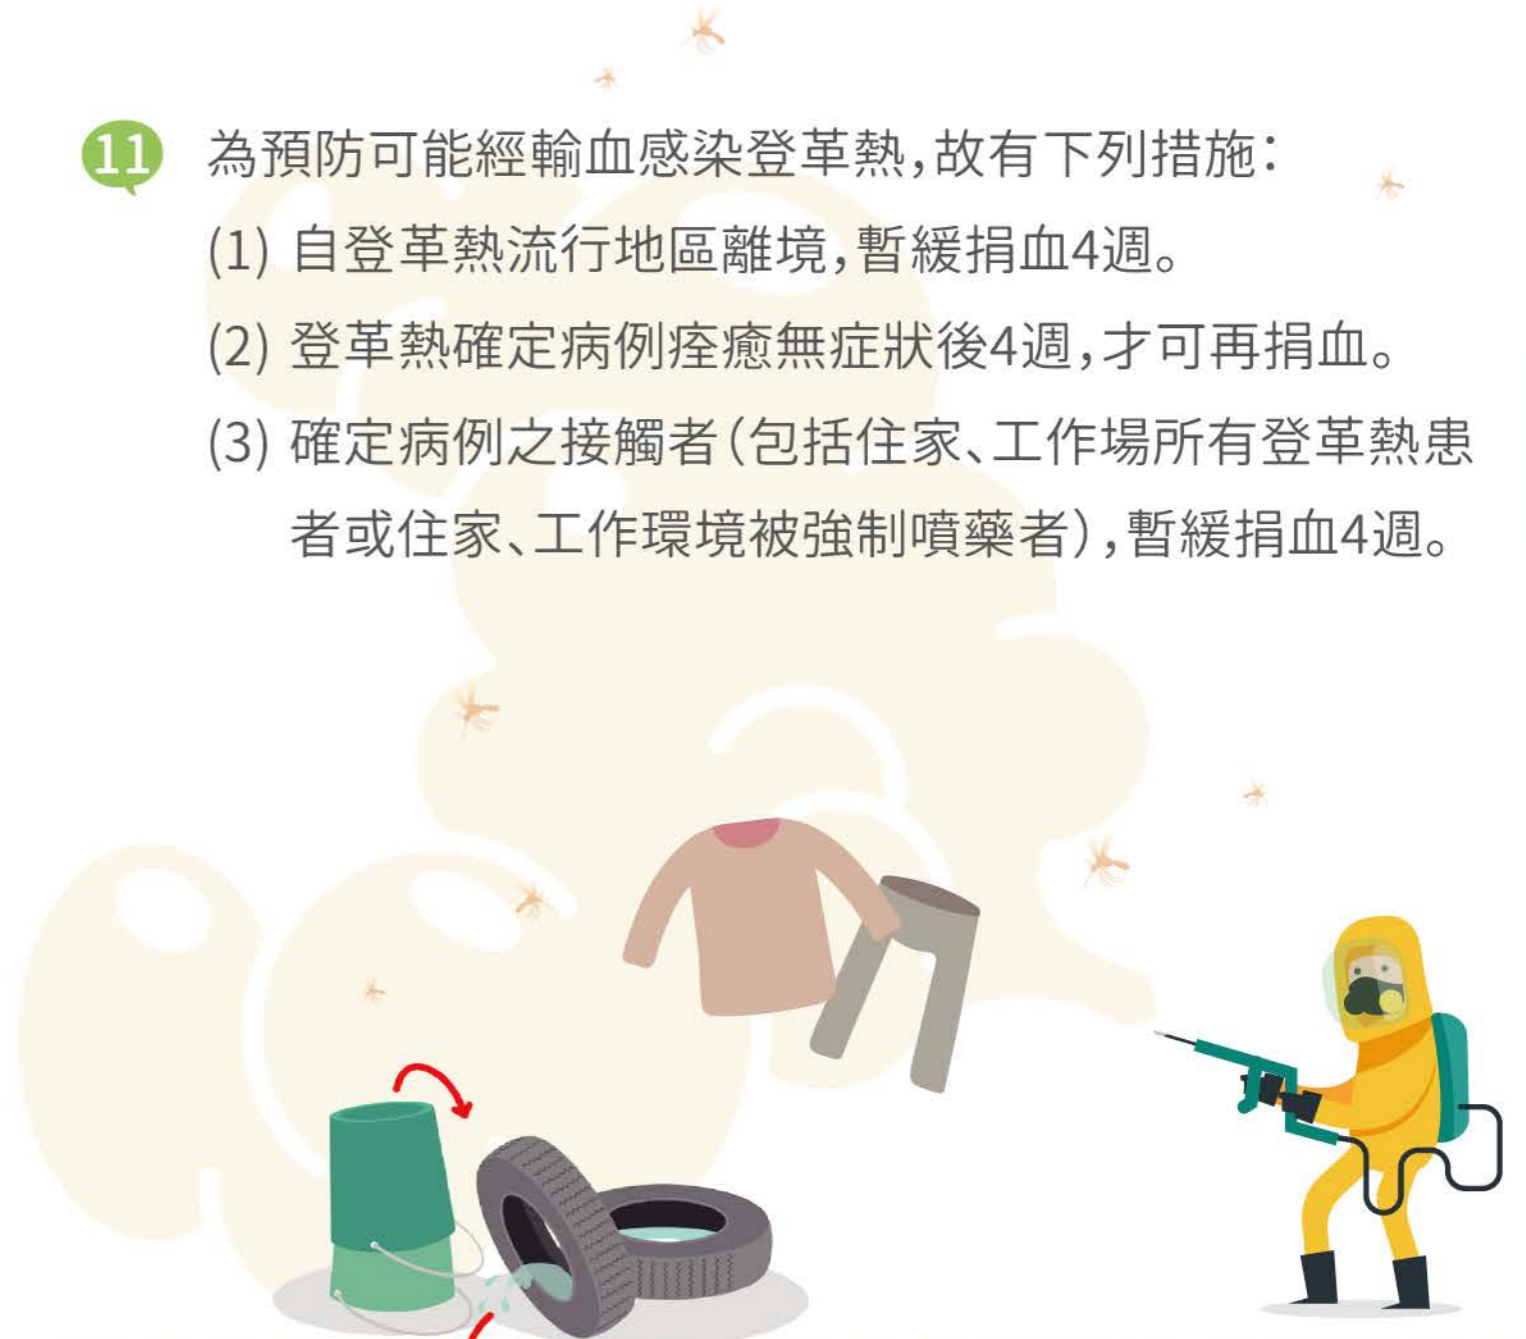 11 為預防可能經輸血感染登革熱,故有下列措施:
(1) 自登革熱流行地區離境,暫緩捐血4週。
(2) 登革熱確定病例痊癒無症狀後4週,才可再捐血。
(3) 確定病例之接觸者(包括住家、工作場所有登革熱患
者或住家、工作環境被強制噴藥者),暫緩捐血4週。